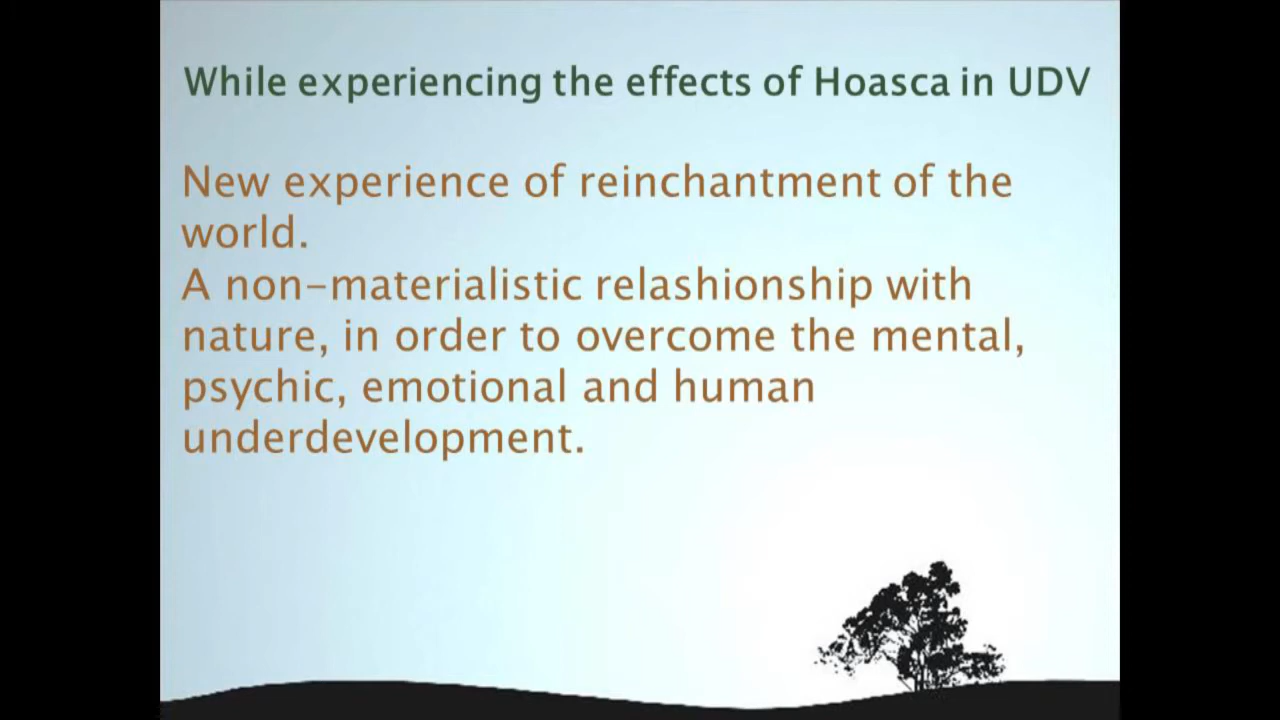 While experiencing the effects of Hoasca in UDV
New experience of reinchantment of the
world.
A non-materialistic relashionship with
nature, in order to overcome the mental,
psychic, emotional and human
underdevelopment.